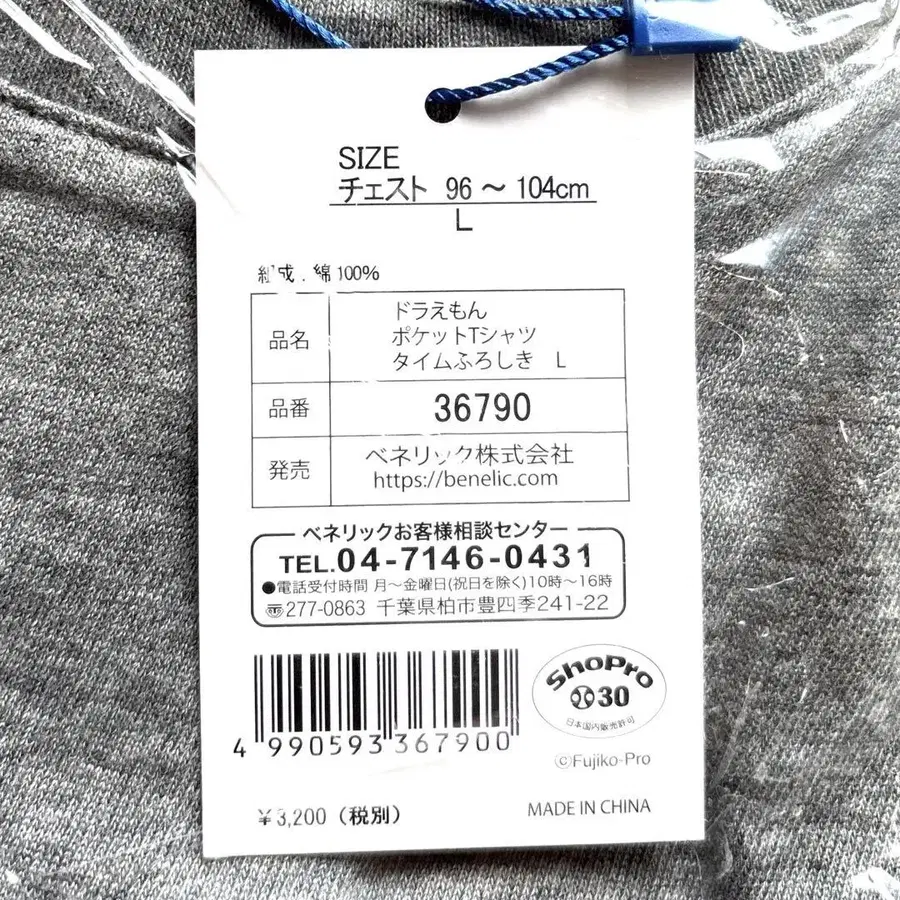 SIZE
チェスト 96 〜 104cm
L
組成 . 綿 100%
品名
ドラえもん
ポケットTシャツ
タイムふろしき L
品番 36790
発売
ベネリック株式会社
https://benelic.com
ベネリックお客様相談センター
TEL.04-7146-0431
●電話受付時間 月〜金曜日(祝日を除く)10時〜16時
277-0863 千葉県柏市豊四季241-22
4 990593 367900
ShoPro
30
日本国内販売許可
©Fujiko-Pro
¥3,200 (税別)
MADE IN CHINA